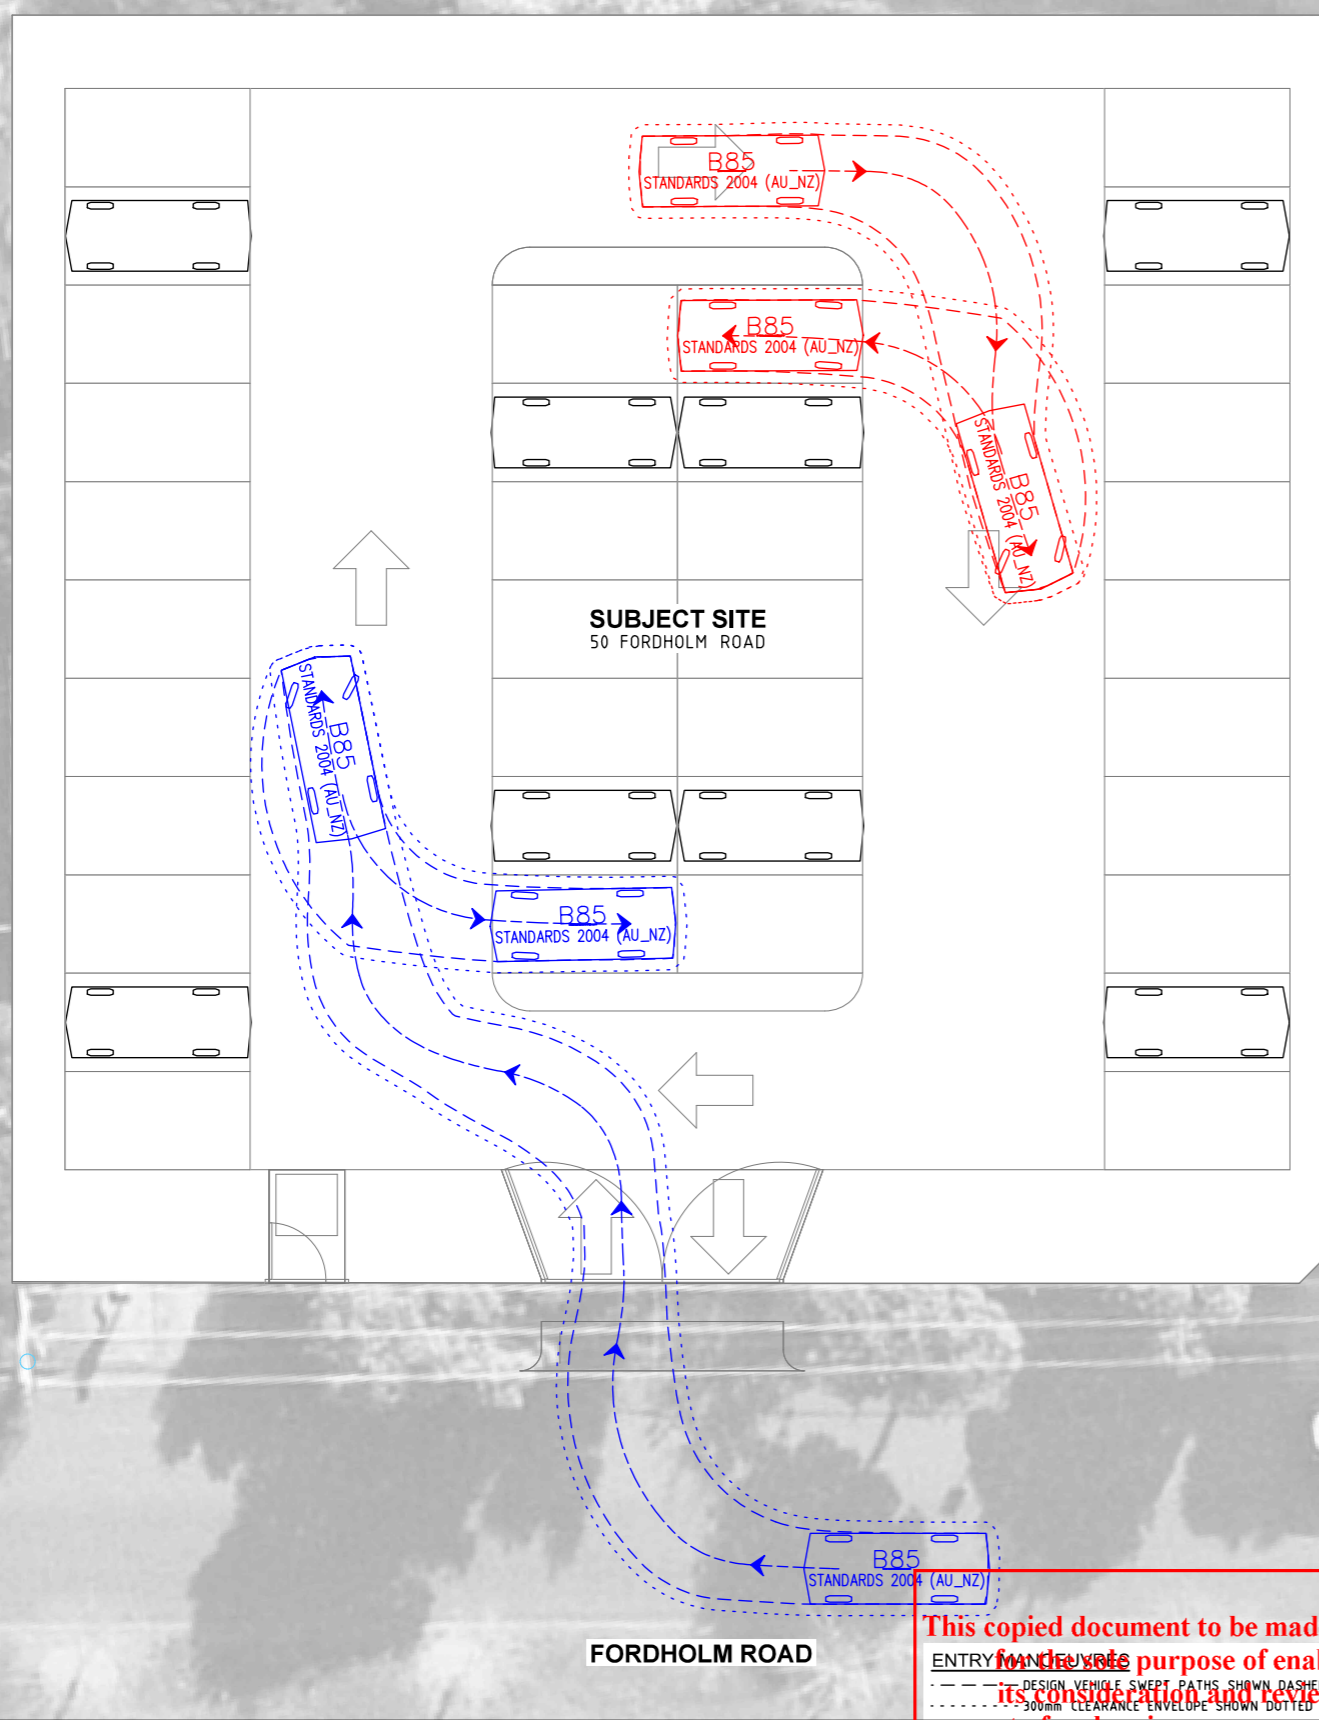 B85
STANDARDS 2004 (AU_NZ)
B85
STANDARDS 2004 (AU_NZ)
B85
STANDARDS 2004 (AU_NZ)
SUBJECT SITE
50 FORDHOLM ROAD
B85
STANDARDS 2004 (AU_NZ)
B85
STANDARDS 2004 (AU_NZ)
B85
STANDARDS 2004 (AU_NZ)
FORDHOLM ROAD
This copied document to be mad
for the sole purpose of enal
its consideration and revie
ENTRY MANOEUVRES
DESIGN VEHICLE SWEPT PATHS SHOWN DASHE
300mm CLEARANCE ENVELOPE SHOWN DOTTED